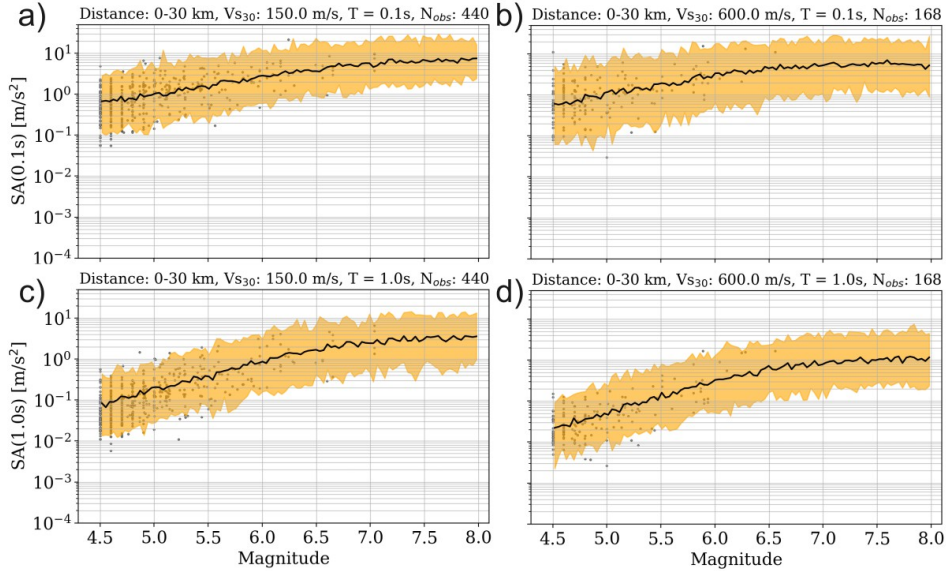 a)
Distance: 0-30 km, Vs₃₀: 150.0 m/s, T = 0.1s, N_obs: 440
SA(0.1s) [m/s²]
10¹
10⁰
10⁻¹
10⁻²
10⁻³
10⁻⁴
b)
Distance: 0-30 km, Vs₃₀: 600.0 m/s, T = 0.1s, N_obs: 168
c)
Distance: 0-30 km, Vs₃₀: 150.0 m/s, T = 1.0s, N_obs: 440
SA(1.0s) [m/s²]
10¹
10⁰
10⁻¹
10⁻²
10⁻³
10⁻⁴
4.5 5.0 5.5 6.0 6.5 7.0 7.5 8.0
Magnitude
d)
Distance: 0-30 km, Vs₃₀: 600.0 m/s, T = 1.0s, N_obs: 168
4.5 5.0 5.5 6.0 6.5 7.0 7.5 8.0
Magnitude